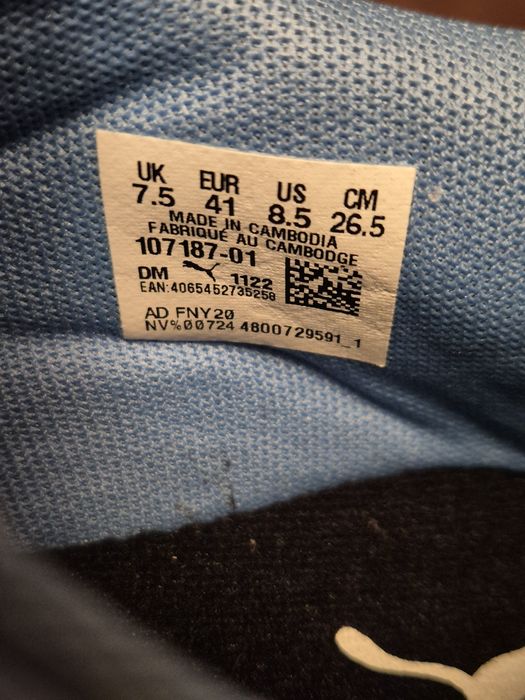 UK EUR US CM
7.5 41 8.5 26.5
MADE IN CAMBODIA
FABRIQUÉ AU CAMBODGE
107187-01
DM 1122
EAN:4065452735258
AD FNY20
NV%00724 4800729591_1